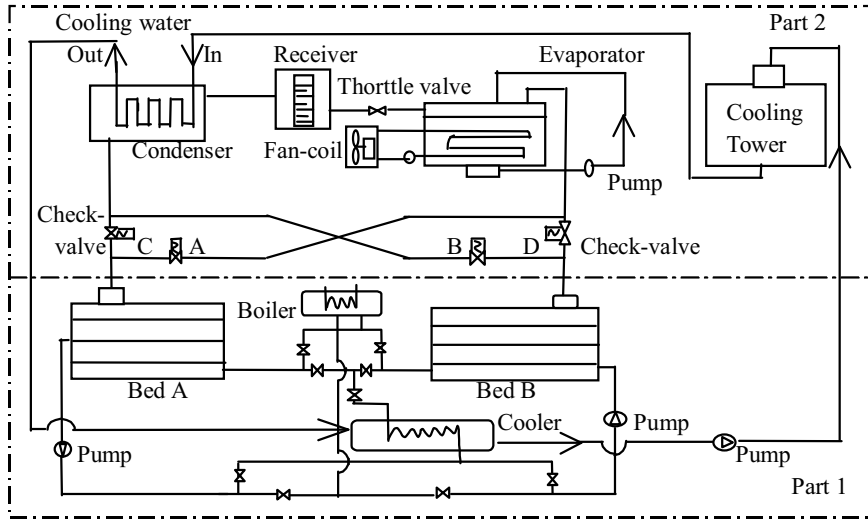 Cooling water
Part 2
Out
In
Receiver
Evaporator
Thorttle valve
Cooling
Tower
Condenser
Fan-coil
Pump
Check-
valve
C
A
B
D
Check-valve
Boiler
Bed A
Bed B
Cooler
Pump
Pump
Pump
Part 1